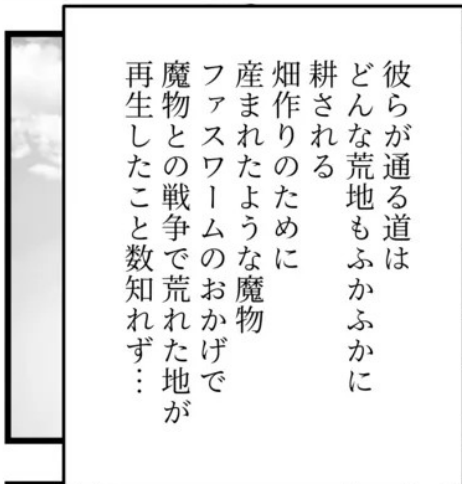 彼らが通る道は
どんな荒地もふかふかに
耕される
畑作りのために
産まれたような魔物
ファスワームのおかげで
魔物との戦争で荒れた地が
再生したこと数知れず…